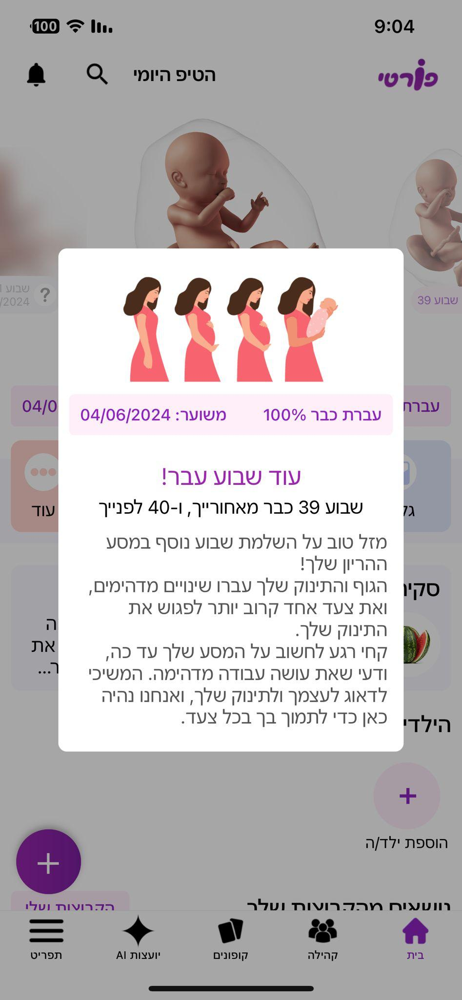 9:04
100
פורטי
הטיפ היומי
שבוע 39
?
שבוע
2024/
עברת
04/0
עברת כבר 100%
משוער: 04/06/2024
עוד שבוע עבר!
שבוע 39 כבר מאחורייך, ו-40 לפנייך
מזל טוב על השלמת שבוע נוסף במסע
ההריון שלך!
הגוף והתינוק שלך עברו שינויים מדהימים,
ואת צעד אחד קרוב יותר לפגוש את
התינוק שלך.
קחי רגע לחשוב על המסע שלך עד כה,
ודעי שאת עושה עבודה מדהימה. המשיכי
לדאוג לעצמך ולתינוק שלך, ואנחנו נהיה
כאן כדי לתמוך בך בכל צעד.
עוד
את
הוספת ילד/ה
נושאים מהקבוצות שלך
הקבוצות שלי
בית
קהילה
קופונים
יועצות AI
תפריט